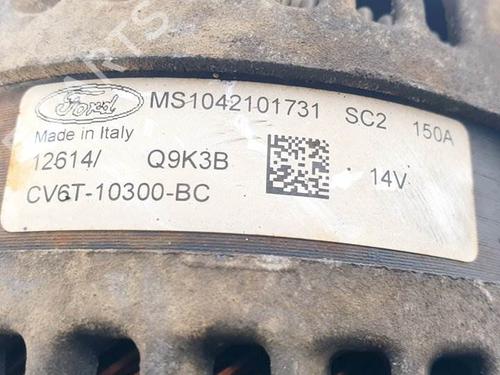 Ford MS1042101731 SC2 150A
Made in Italy
12614/ Q9K3B 14V
CV6T-10300-BC